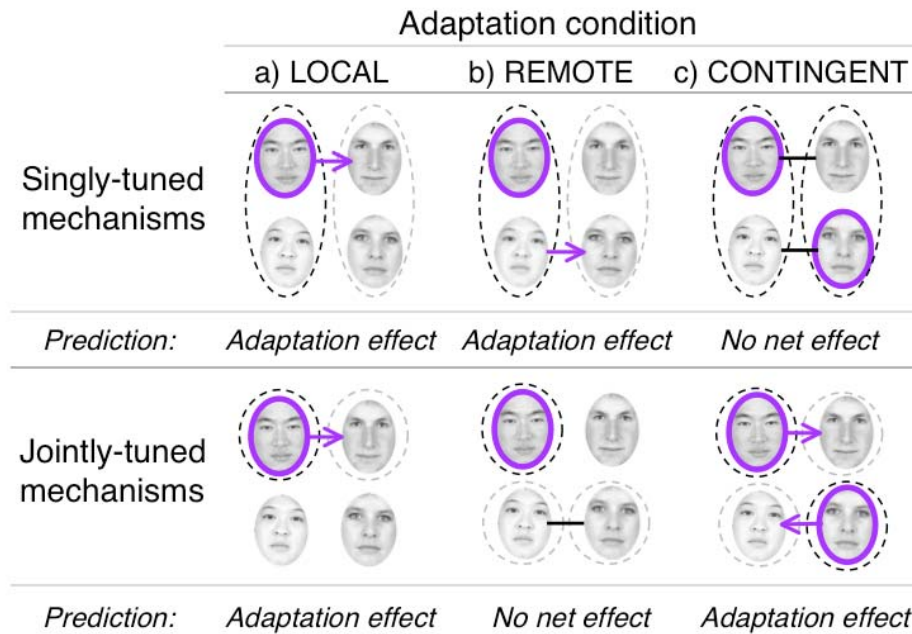 Adaptation condition
a) LOCAL b) REMOTE c) CONTINGENT
Singly-tuned
mechanisms
Prediction: Adaptation effect Adaptation effect No net effect
Jointly-tuned
mechanisms
Prediction: Adaptation effect No net effect Adaptation effect